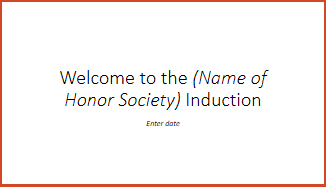 Welcome to the (Name of
Honor Society) Induction
Enter date